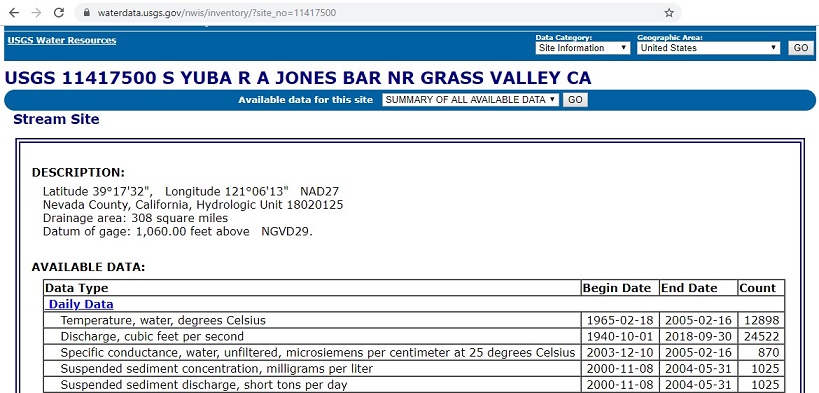 waterdata.usgs.gov/nwis/inventory/?site_no=11417500
USGS Water Resources
Data Category:
Geographic Area:
Site Information
United States
GO
USGS 11417500 S YUBA R A JONES BAR NR GRASS VALLEY CA
Available data for this site SUMMARY OF ALL AVAILABLE DATA GO
Stream Site
DESCRIPTION:
Latitude 39°17'32", Longitude 121°06'13" NAD27
Nevada County, California, Hydrologic Unit 18020125
Drainage area: 308 square miles
Datum of gage: 1,060.00 feet above NGVD29.
AVAILABLE DATA:
Data Type Begin Date End Date Count
Daily Data
Temperature, water, degrees Celsius 1965-02-18 2005-02-16 12898
Discharge, cubic feet per second 1940-10-01 2018-09-30 24522
Specific conductance, water, unfiltered, microsiemens per centimeter at 25 degrees Celsius 2003-12-10 2005-02-16 870
Suspended sediment concentration, milligrams per liter 2000-11-08 2004-05-31 1025
Suspended sediment discharge, short tons per day 2000-11-08 2004-05-31 1025